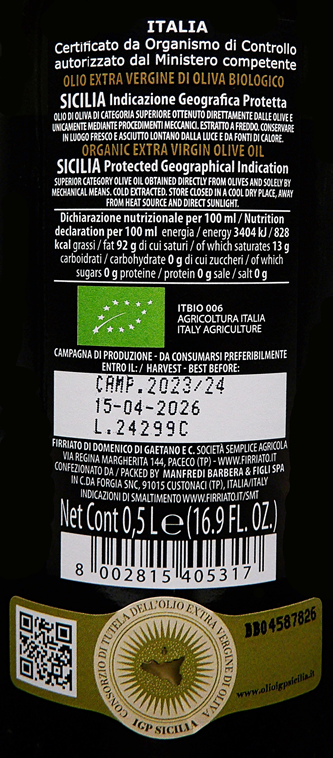 ITALIA
Certificato da Organismo di Controllo
autorizzato dal Ministero competente
OLIO EXTRA VERGINE DI OLIVA BIOLOGICO
SICILIA Indicazione Geografica Protetta
OLIO DI OLIVA DI CATEGORIA SUPERIORE OTTENUTO DIRETTAMENTE DALLE OLIVE E
UNICAMENTE MEDIANTE PROCEDIMENTI MECCANICI. ESTRATTO A FREDDO. CONSERVARE
IN LUOGO FRESCO E ASCIUTTO LONTANO DALLA LUCE E DA FONTI DI CALORE.
ORGANIC EXTRA VIRGIN OLIVE OIL
SICILIA Protected Geographical Indication
SUPERIOR CATEGORY OLIVE OIL OBTAINED DIRECTLY FROM OLIVES AND SOLELY BY
MECHANICAL MEANS. COLD EXTRACTED. STORE CLOSED IN A COOL DRY PLACE, AWAY
FROM HEAT SOURCE AND DIRECT SUNLIGHT.
Dichiarazione nutrizionale per 100 ml / Nutrition
declaration per 100 ml energia / energy 3404 kJ / 828
kcal grassi / fat 92 g di cui saturi / of which saturates 13 g
carboidrati / carbohydrate 0 g di cui zuccheri / of which
sugars 0 g proteine / protein 0 g sale / salt 0 g
ITBIO 006
AGRICOLTURA ITALIA
ITALY AGRICULTURE
CAMPAGNA DI PRODUZIONE - DA CONSUMARSI PREFERIBILMENTE
ENTRO IL: / HARVEST - BEST BEFORE:
CAMP.2023/24
15-04-2026
L.24299C
FIRRIATO DI DOMENICO DI GAETANO E C. SOCIETÀ SEMPLICE AGRICOLA
VIA REGINA MARGHERITA 144, PACECO (TP) - WWW.FIRRIATO.IT
CONFEZIONATO DA / PACKED BY MANFREDI BARBERA & FIGLI SPA
IN C.DA FORGIA SNC, 91015 CUSTONACI (TP), ITALIA/ITALY
INDICAZIONI DI SMALTIMENTO WWW.FIRRIATO.IT/SMT
Net Cont 0,5 L ℮ (16.9 FL. OZ.)
8 002815 405317
CONSORZIO DI TUTELA DELL'OLIO EXTRA VERGINE DI OLIVA
IGP SICILIA
BB04587826
www.olioigpsicilia.it